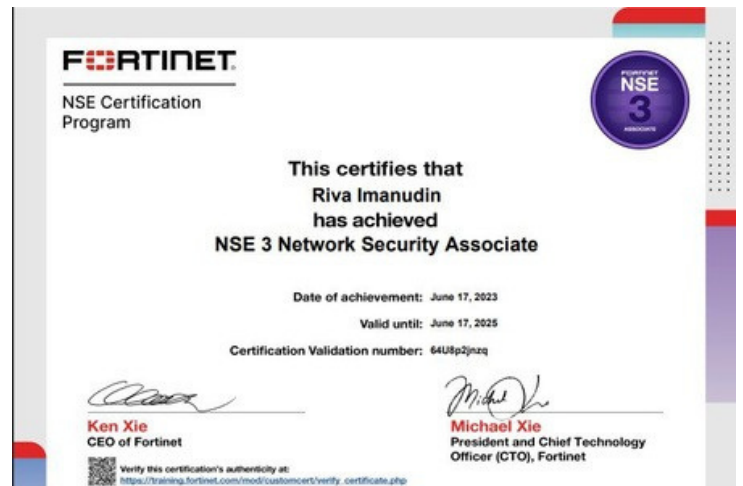 FORTINET
NSE Certification
Program
FORTINET
NSE
3
ASSOCIATE
This certifies that
Riva Imanudin
has achieved
NSE 3 Network Security Associate
Date of achievement: June 17, 2023
Valid until: June 17, 2025
Certification Validation number: 64U8p2jnzq
Ken Xie
CEO of Fortinet
Michael Xie
President and Chief Technology
Officer (CTO), Fortinet
Verify this certification's authenticity at:
https://training.fortinet.com/mod/customcert/verify_certificate.php